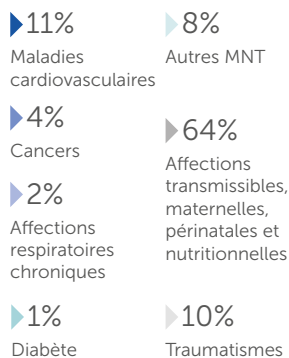 11%
Maladies
cardiovasculaires
4%
Cancers
2%
Affections
respiratoires
chroniques
1%
Diabète
8%
Autres MNT
64%
Affections
transmissibles,
maternelles,
périnatales et
nutritionnelles
10%
Traumatismes